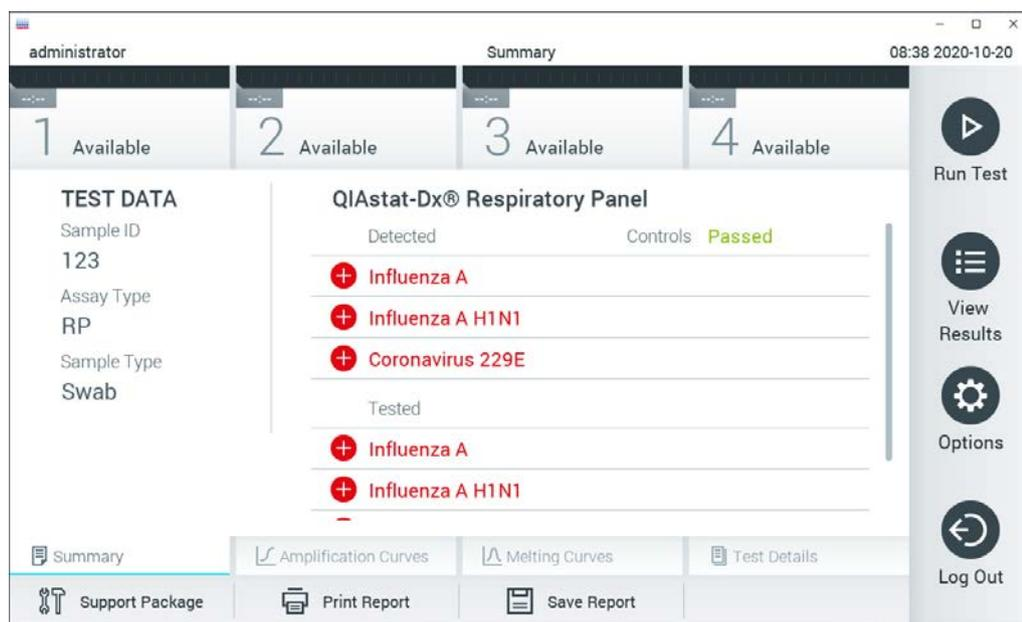 administrator Summary 08:38 2020-10-20
--:-- --:-- --:-- --:--
1 Available 2 Available 3 Available 4 Available
Run Test
TEST DATA
Sample ID
123
Assay Type
RP
Sample Type
Swab
QIAstat-Dx® Respiratory Panel
Detected Controls Passed
Influenza A
Influenza A H1N1
Coronavirus 229E
Tested
Influenza A
Influenza A H1N1
View
Results
Options
Log Out
Summary Amplification Curves Melting Curves Test Details
Support Package Print Report Save Report